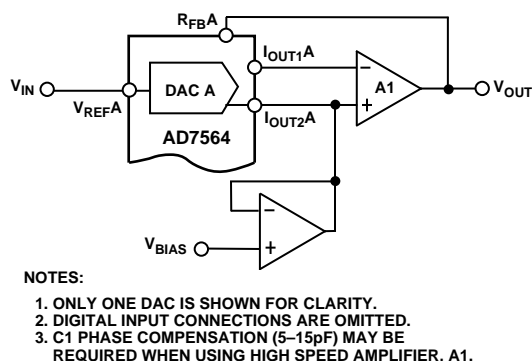 RFBA
IOUT1A
VIN
DAC A
A1
VOUT
VREFA
IOUT2A
AD7564
–
+
–
+
VBIAS
NOTES:
1. ONLY ONE DAC IS SHOWN FOR CLARITY.
2. DIGITAL INPUT CONNECTIONS ARE OMITTED.
3. C1 PHASE COMPENSATION (5–15pF) MAY BE
REQUIRED WHEN USING HIGH SPEED AMPLIFIER, A1.